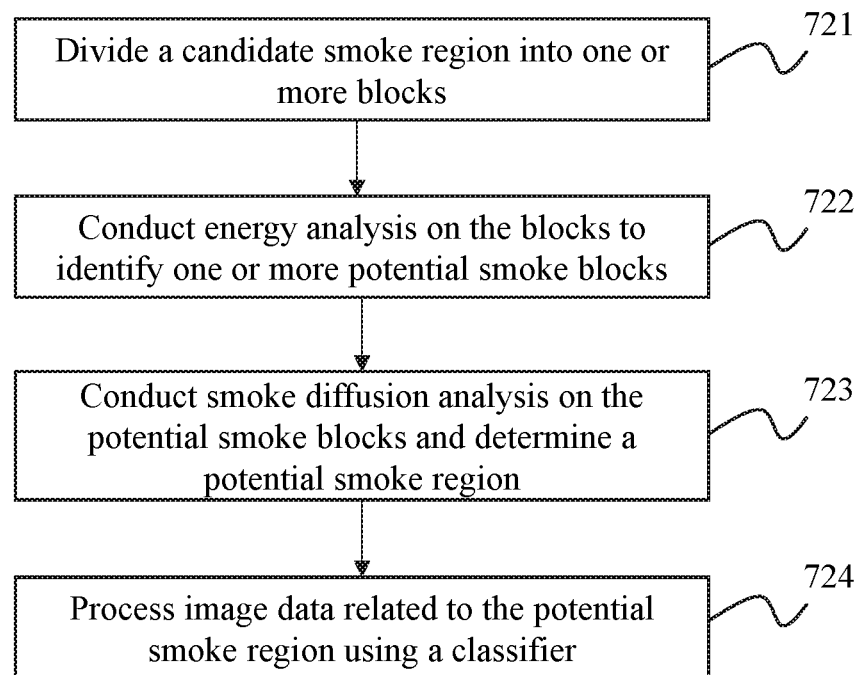 721
Divide a candidate smoke region into one or
more blocks
722
Conduct energy analysis on the blocks to
identify one or more potential smoke blocks
723
Conduct smoke diffusion analysis on the
potential smoke blocks and determine a
potential smoke region
724
Process image data related to the potential
smoke region using a classifier